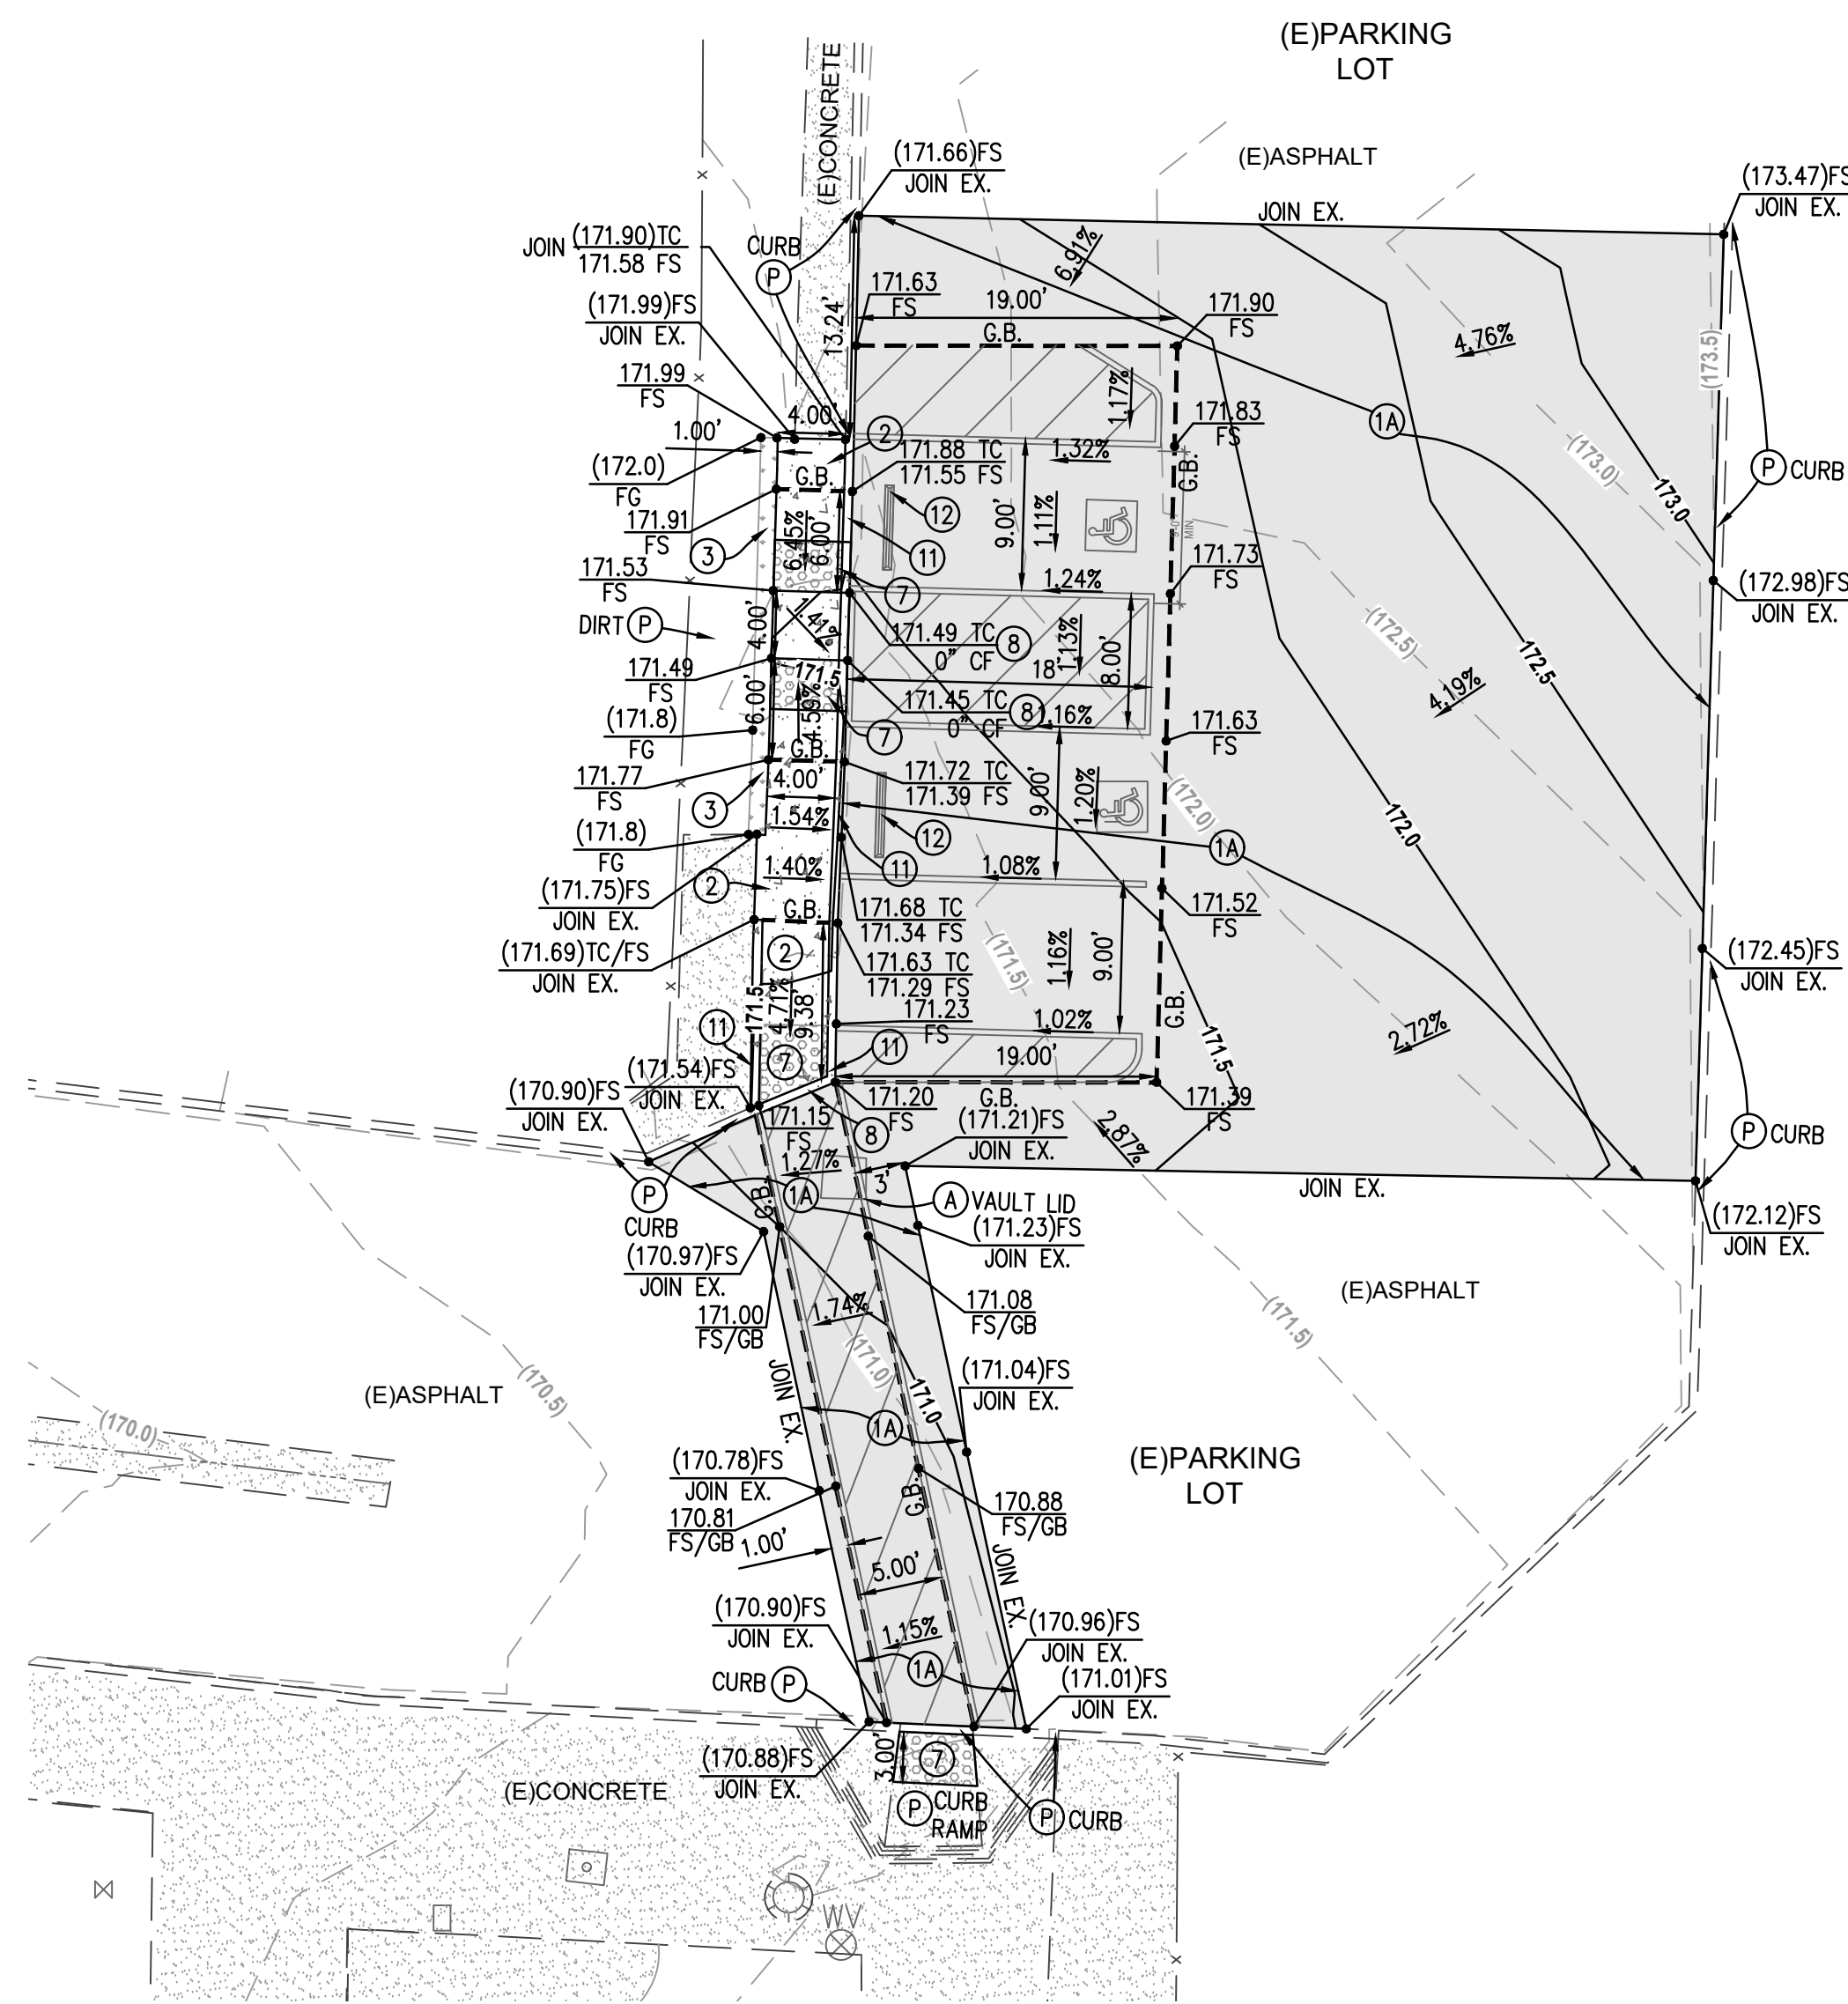 (E)PARKING
LOT
(E)CONCRETE
(E)ASPHALT
(171.66)FS
JOIN EX.
(173.47)FS
JOIN EX.
JOIN EX.
JOIN (171.90)TC
171.58 FS
CURB
P
6.91%
(171.99)FS
JOIN EX.
13.24'
171.63
FS
19.00'
G.B.
171.90
FS
4.76%
(173.5)
171.99
FS
1.17%
4.00'
1.00'
2
171.83
FS
1A
(172.0)
FG
G.B.
171.88 TC
171.55 FS
1.32%
G.B.
(173.0)
173.0
P CURB
171.91
FS
6.45%
6.00'
12
9.00'
1.11%
MIN.
3
11
171.53
FS
7
1.24%
171.73
FS
(172.98)FS
JOIN EX.
DIRT P
4.00'
1.41%
171.49 TC
0" CF
8
18'
1.13%
8.00'
(172.5)
172.5
171.49
FS
171.5
171.45 TC
0" CF
8
1.16%
4.19%
(171.8)
FG
6.00'
4.59%
7
171.63
FS
171.77
FS
G.B.
171.72 TC
171.39 FS
4.00'
9.00'
1.20%
(172.0)
172.0
3
1.54%
12
1A
(171.8)
FG
1.40%
11
1.08%
(171.75)FS
JOIN EX.
2
G.B.
171.68 TC
171.34 FS
171.52
FS
(171.69)TC/FS
JOIN EX.
2
171.63 TC
171.29 FS
(171.5)
1.16%
9.00'
(172.45)FS
JOIN EX.
171.5
4.71%
9.38'
171.23
FS
1.02%
G.B.
2.72%
11
7
11
19.00'
171.5
(170.90)FS
JOIN EX.
(171.54)FS
JOIN EX.
171.20
FS
G.B.
171.39
FS
171.15
FS
8
(171.21)FS
JOIN EX.
2.87%
P CURB
1.27%
3'
JOIN EX.
P
CURB
G.B.
1A
A VAULT LID
(171.23)FS
JOIN EX.
(172.12)FS
JOIN EX.
(170.97)FS
JOIN EX.
171.00
FS/GB
1.74%
171.08
FS/GB
(E)ASPHALT
(171.5)
(171.0)
JOIN EX.
171.0
(171.04)FS
JOIN EX.
(E)ASPHALT
(170.5)
(170.0)
1A
(E)PARKING
LOT
(170.78)FS
JOIN EX.
G.B.
170.81
FS/GB
170.88
FS/GB
1.00'
5.00'
JOIN EX.
(170.90)FS
JOIN EX.
1.15%
(170.96)FS
JOIN EX.
CURB P
1A
(171.01)FS
JOIN EX.
(170.88)FS
JOIN EX.
3.00'
7
(E)CONCRETE
P CURB
RAMP
P CURB
WV